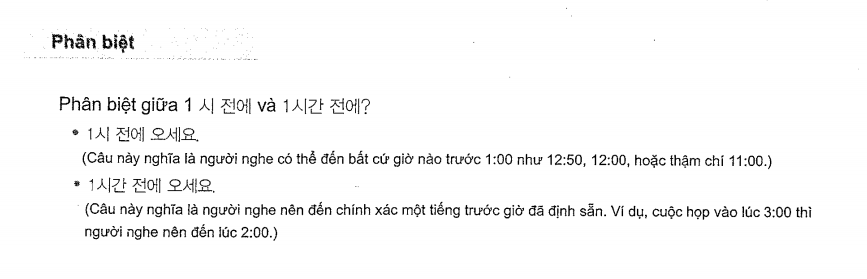 Phân biệt
Phân biệt giữa 1 시 전에 và 1시간 전에?
• 1시 전에 오세요.
(Câu này nghĩa là người nghe có thể đến bất cứ giờ nào trước 1:00 như 12:50, 12:00, hoặc thậm chí 11:00.)
• 1시간 전에 오세요.
(Câu này nghĩa là người nghe nên đến chính xác một tiếng trước giờ đã định sẵn. Ví dụ, cuộc họp vào lúc 3:00 thì
người nghe nên đến lúc 2:00.)